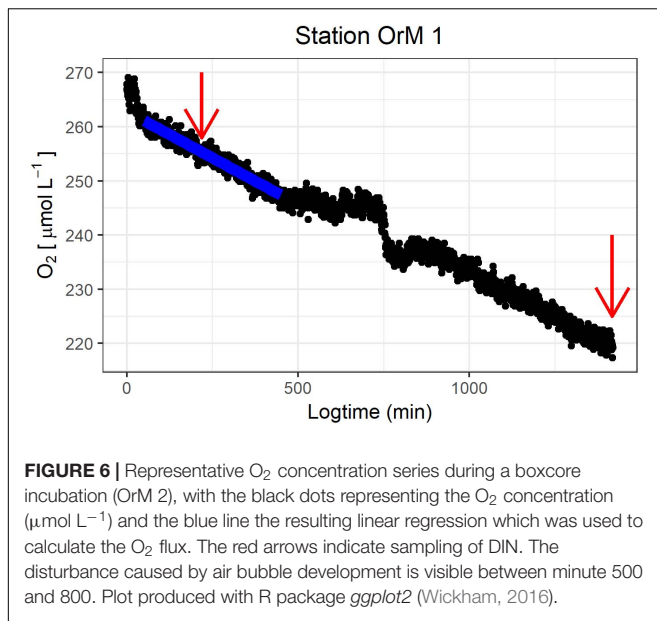 Station OrM 1
270
260
250
240
230
220
O₂ [ μmol L⁻¹]
0
500
1000
Logtime (min)
FIGURE 6 | Representative O₂ concentration series during a boxcore
incubation (OrM 2), with the black dots representing the O₂ concentration
(μmol L⁻¹) and the blue line the resulting linear regression which was used to
calculate the O₂ flux. The red arrows indicate sampling of DIN. The
disturbance caused by air bubble development is visible between minute 500
and 800. Plot produced with R package ggplot2 (Wickham, 2016).